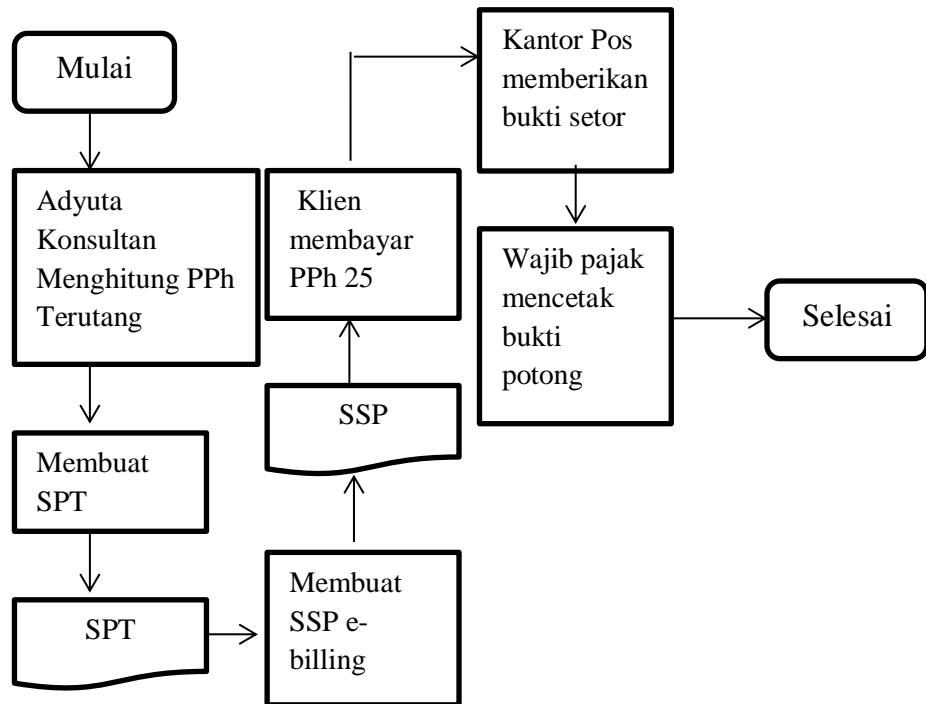 Mulai
Adyuta
Konsultan
Menghitung PPh
Terutang
Membuat
SPT
SPT
Membuat
SSP e-
billing
SSP
Klien
membayar
PPh 25
Kantor Pos
memberikan
bukti setor
Wajib pajak
mencetak
bukti
potong
Selesai